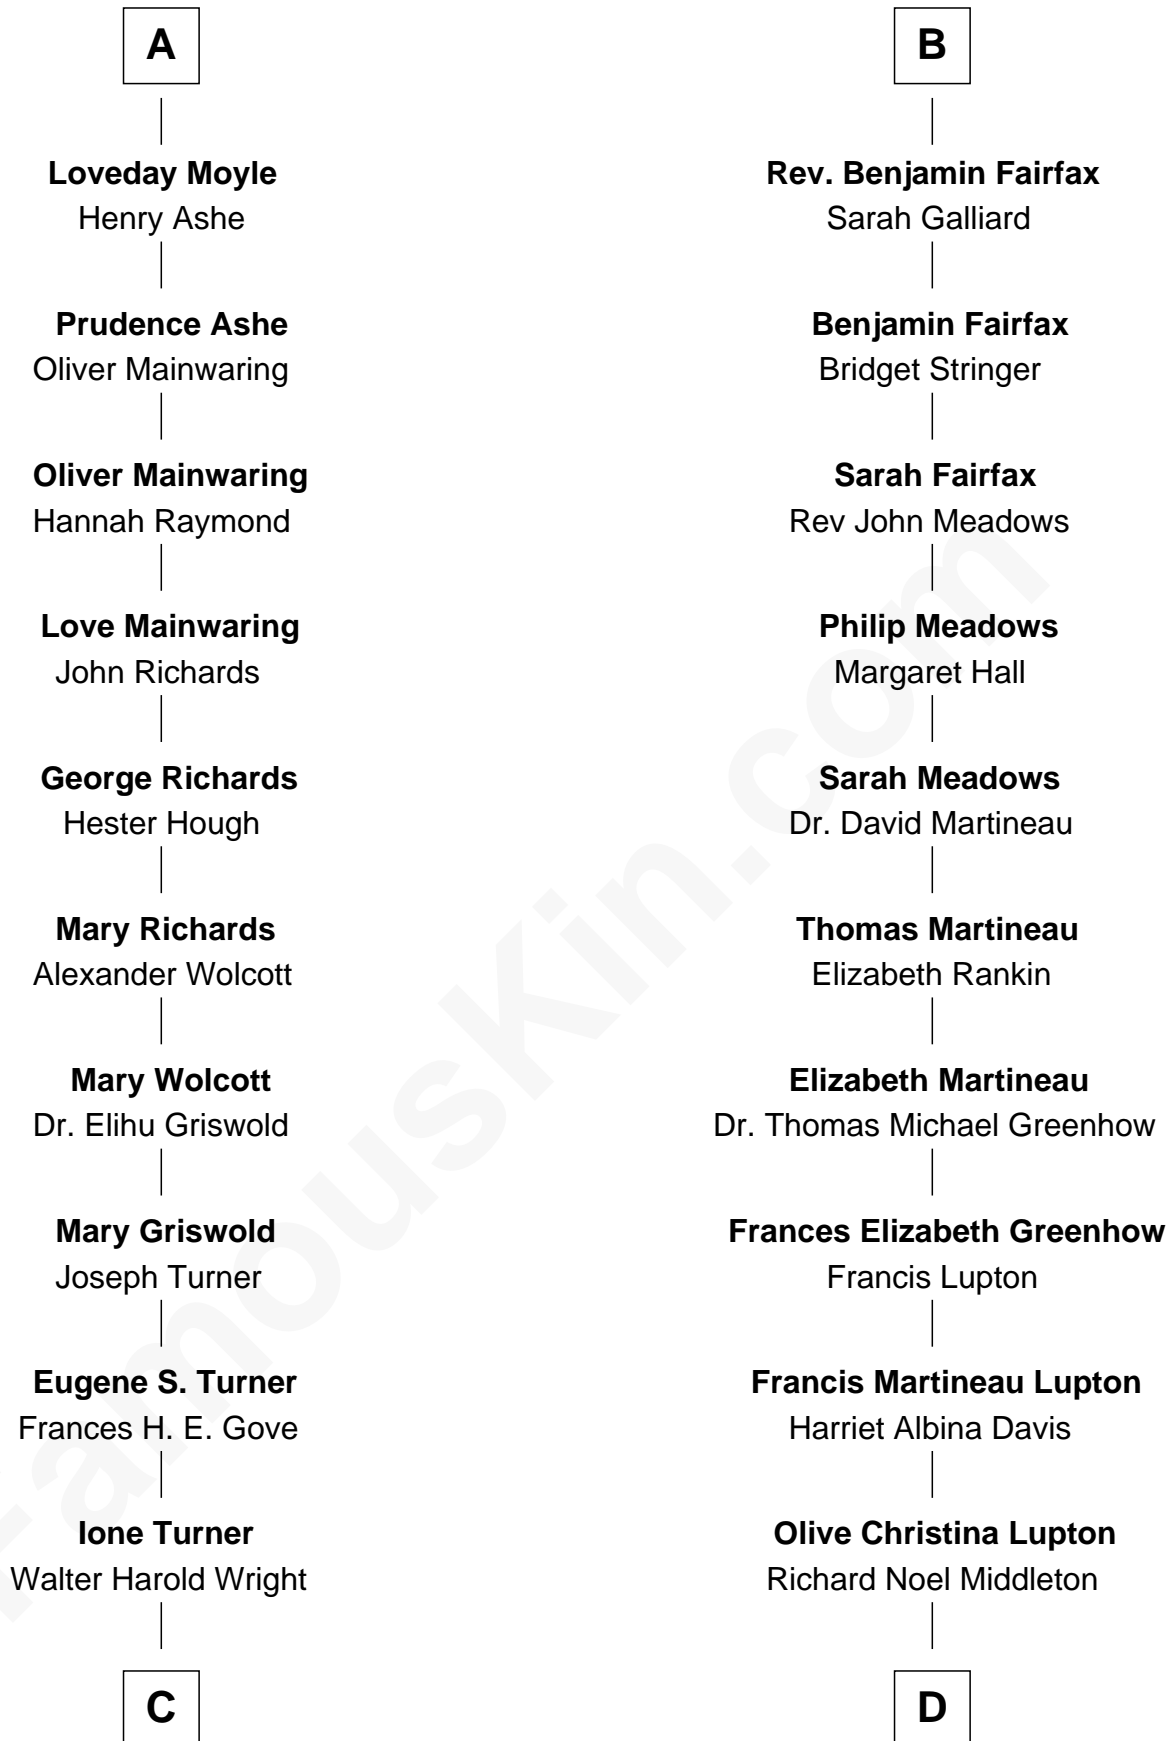 A
Loveday Moyle
Henry Ashe
Prudence Ashe
Oliver Mainwaring
Oliver Mainwaring
Hannah Raymond
Love Mainwaring
John Richards
George Richards
Hester Hough
Mary Richards
Alexander Wolcott
Mary Wolcott
Dr. Elihu Griswold
Mary Griswold
Joseph Turner
Eugene S. Turner
Frances H. E. Gove
Ione Turner
Walter Harold Wright
C
B
Rev. Benjamin Fairfax
Sarah Galliard
Benjamin Fairfax
Bridget Stringer
Sarah Fairfax
Rev John Meadows
Philip Meadows
Margaret Hall
Sarah Meadows
Dr. David Martineau
Thomas Martineau
Elizabeth Rankin
Elizabeth Martineau
Dr. Thomas Michael Greenhow
Frances Elizabeth Greenhow
Francis Lupton
Francis Martineau Lupton
Harriet Albina Davis
Olive Christina Lupton
Richard Noel Middleton
D
FamousKin.com